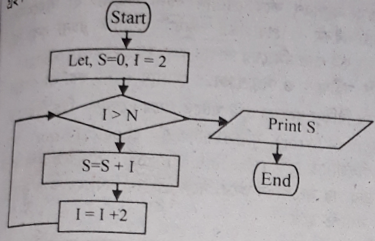 Start
Let, S=0, I = 2
I > N
Print S
S=S + I
End
I = I +2